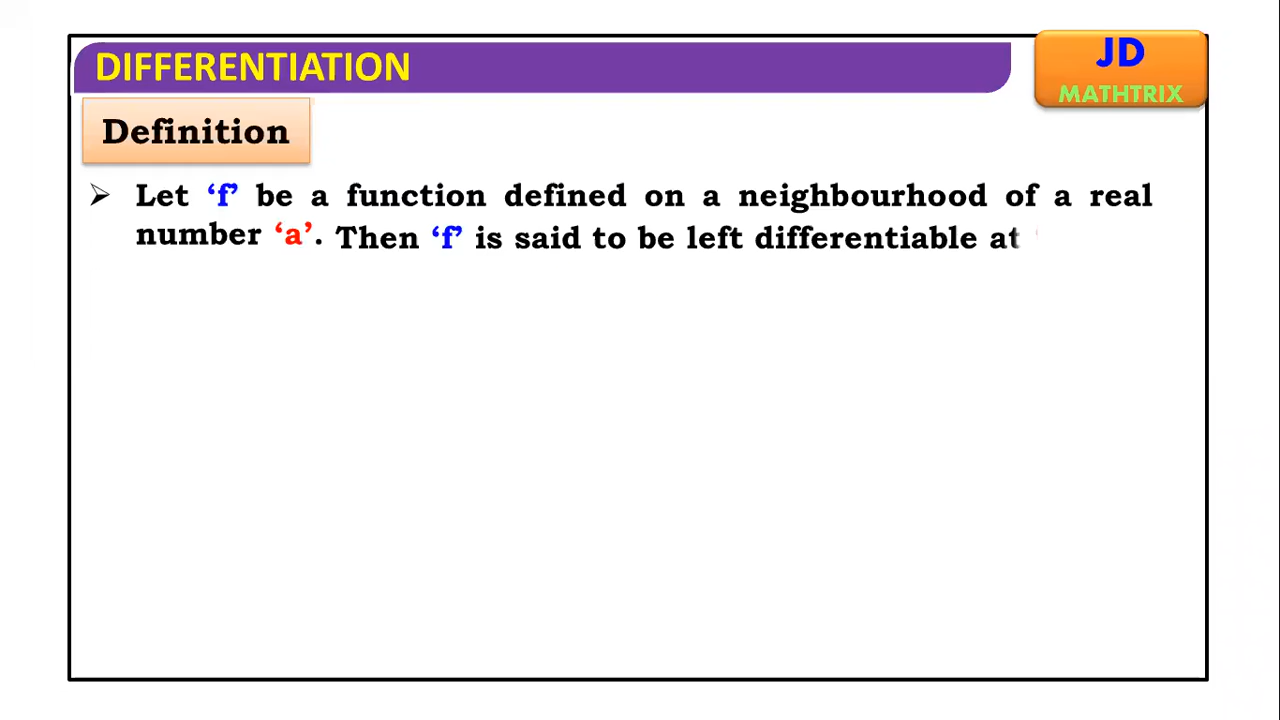 DIFFERENTIATION
JD
MATHTRIX
Definition
➢ Let ‘f’ be a function defined on a neighbourhood of a real
number ‘a’. Then ‘f’ is said to be left differentiable at